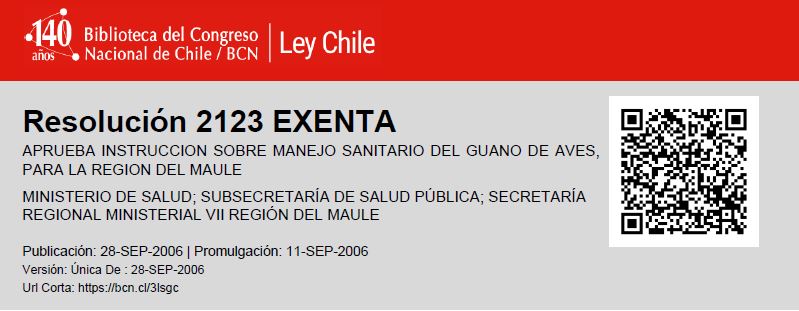 140 años
Biblioteca del Congreso
Nacional de Chile / BCN
Ley Chile
Resolución 2123 EXENTA
APRUEBA INSTRUCCION SOBRE MANEJO SANITARIO DEL GUANO DE AVES,
PARA LA REGION DEL MAULE
MINISTERIO DE SALUD; SUBSECRETARÍA DE SALUD PÚBLICA; SECRETARÍA
REGIONAL MINISTERIAL VII REGIÓN DEL MAULE
Publicación: 28-SEP-2006 | Promulgación: 11-SEP-2006
Versión: Única De : 28-SEP-2006
Url Corta: https://bcn.cl/3lsgc